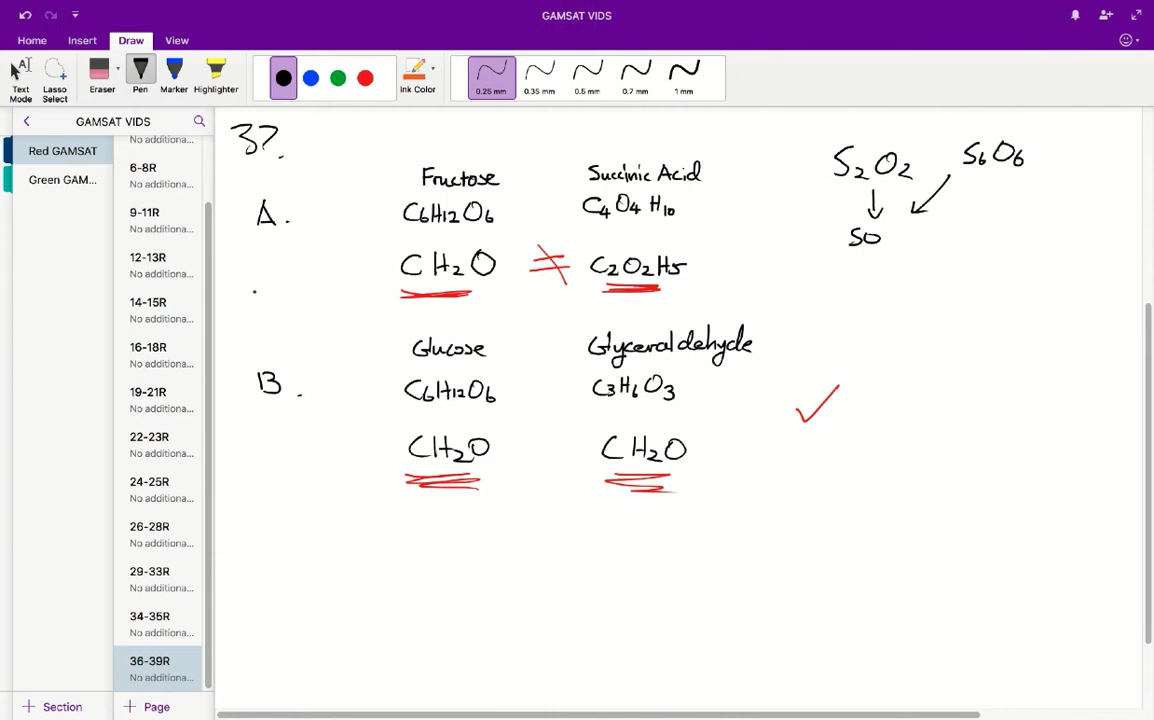 GAMSAT VIDS
Home Insert Draw View
Text Mode
Lasso Select
Eraser
Pen
Marker
Highlighter
0.25 mm
0.35 mm
0.5 mm
0.7 mm
1 mm
Ink Color
GAMSAT VIDS
Red GAMSAT
Green GAM...
No additiona...
6-8R
No additiona...
9-11R
No additiona...
12-13R
No additiona...
14-15R
No additiona...
16-18R
No additiona...
19-21R
No additiona...
22-23R
No additiona...
24-25R
No additiona...
26-28R
No additiona...
29-33R
No additiona...
34-35R
No additiona...
36-39R
No additiona...
+ Section
+ Page
37.
S2O2 S6O6
SO
Fructose Succinic Acid
A. C6H12O6 C4O4H10
CH2O ≠ C2O2H5
Glucose Glyceraldehyde
B. C6H12O6 C3H6O3
CH2O CH2O